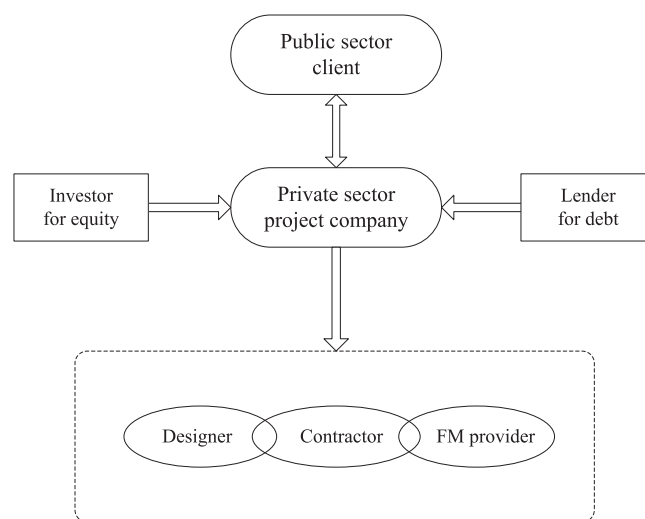 Public sector
client
Investor
for equity
Private sector
project company
Lender
for debt
Designer
Contractor
FM provider